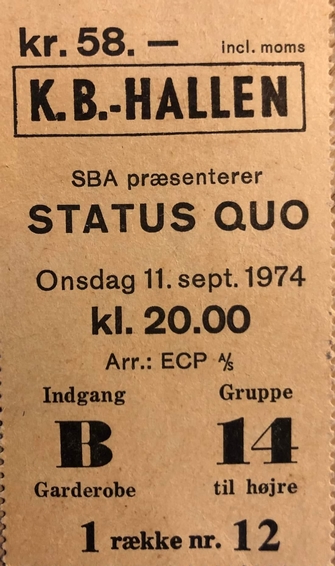 kr. 58. — incl. moms
K.B.-HALLEN
SBA præsenterer
STATUS QUO
Onsdag 11. sept. 1974
kl. 20.00
Arr.: ECP A/S
Indgang Gruppe
B 14
Garderobe til højre
1 række nr. 12